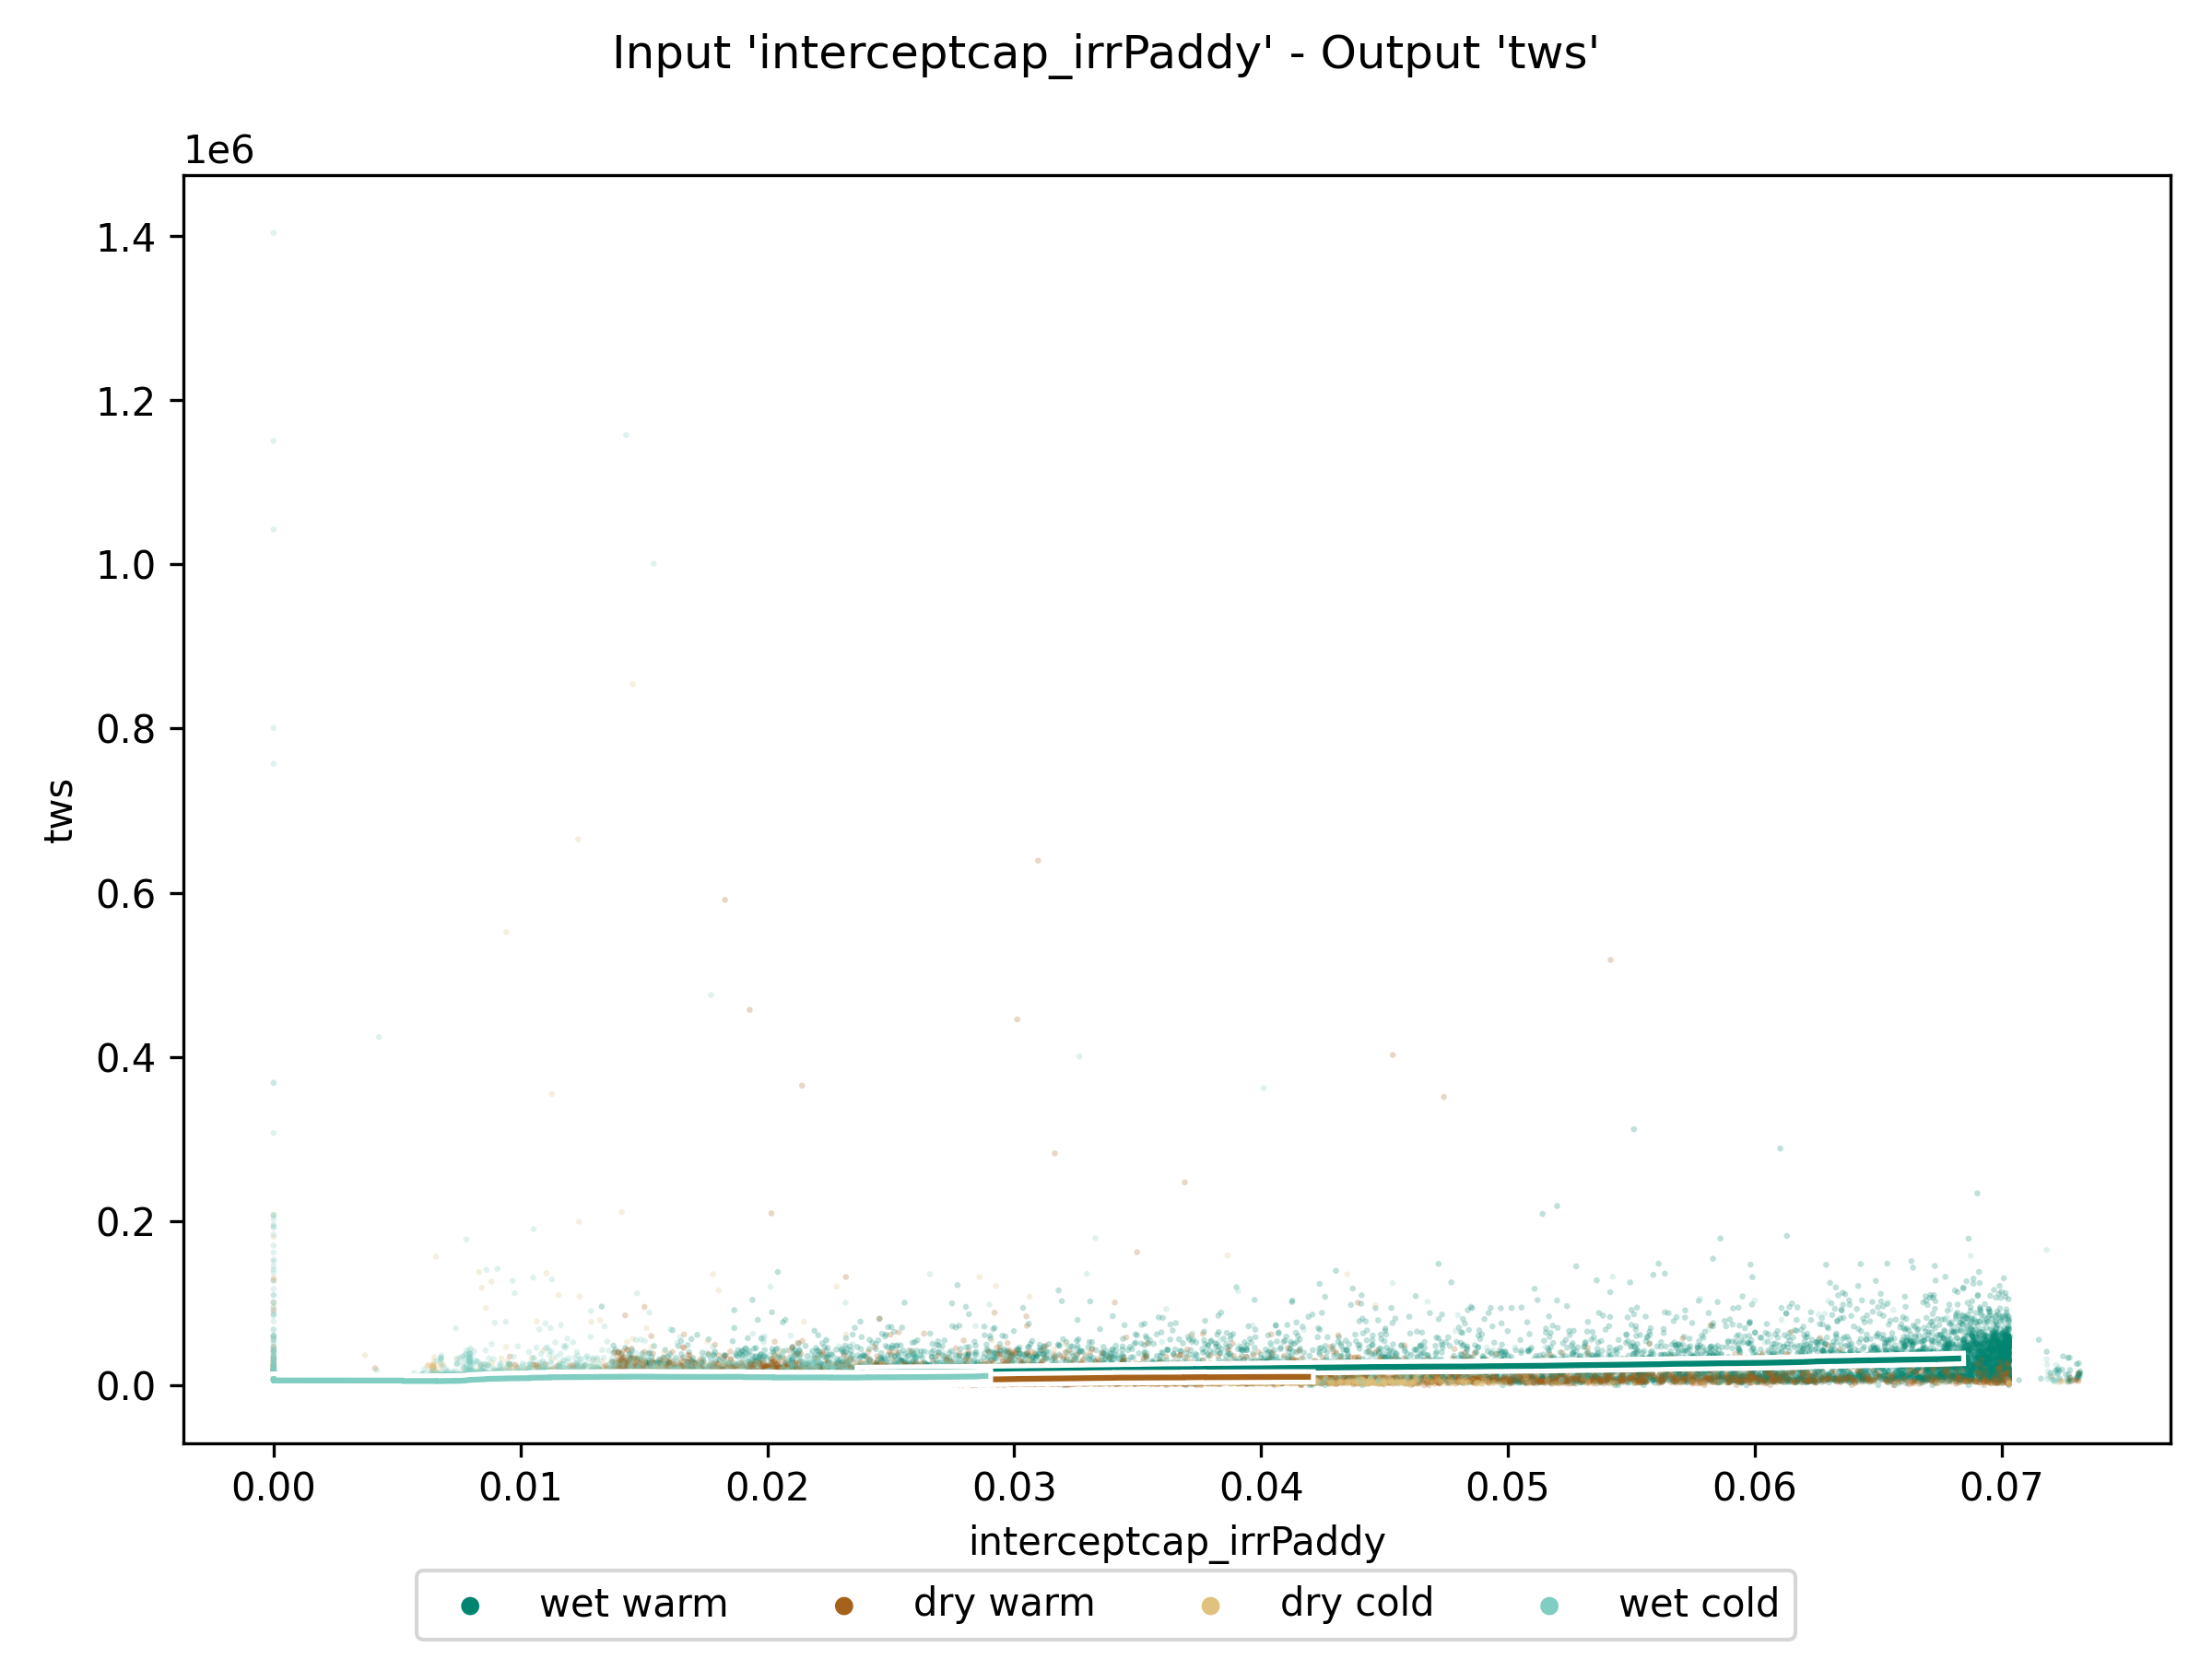 Input 'interceptcap_irrPaddy' - Output 'tws'
1e6
1.4
1.2
1.0
0.8
0.6
0.4
0.2
0.0
tws
0.00 0.01 0.02 0.03 0.04 0.05 0.06 0.07
interceptcap_irrPaddy
wet warm dry warm dry cold wet cold